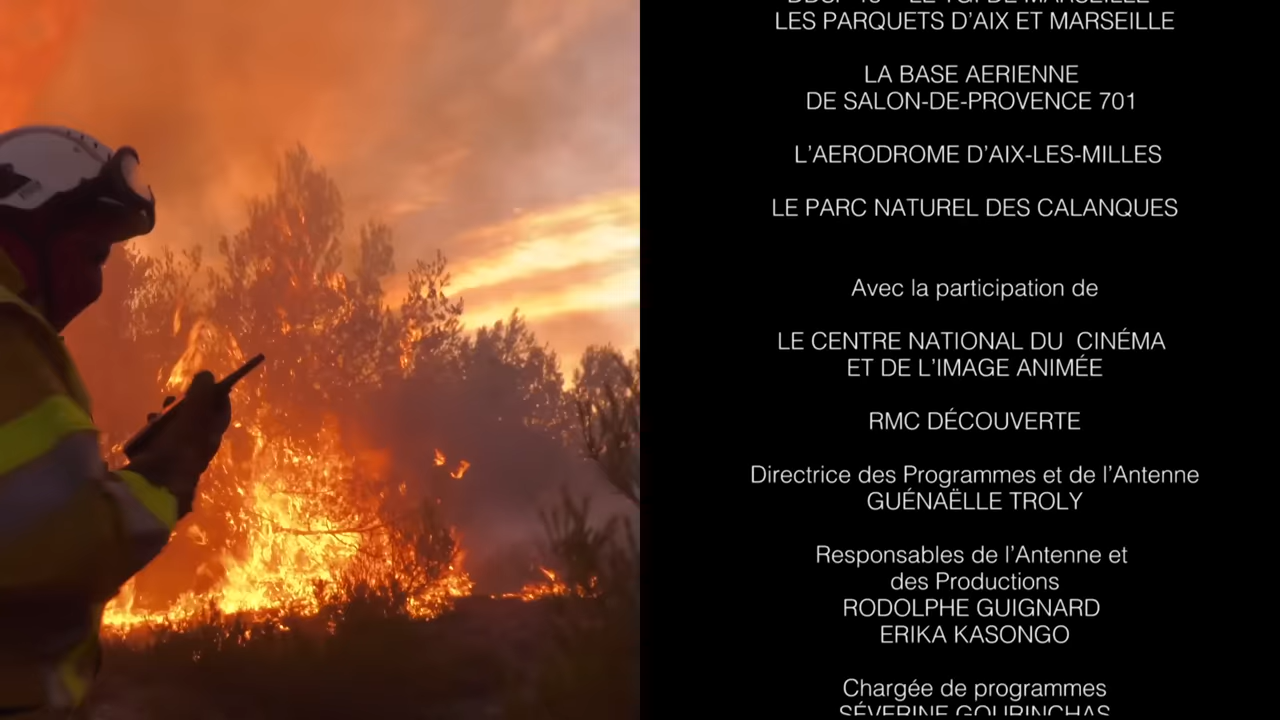 LES PARQUETS D'AIX ET MARSEILLE
LA BASE AERIENNE
DE SALON-DE-PROVENCE 701
L'AERODROME D'AIX-LES-MILLES
LE PARC NATUREL DES CALANQUES
Avec la participation de
LE CENTRE NATIONAL DU  CINÉMA
ET DE L'IMAGE ANIMÉE
RMC DÉCOUVERTE
Directrice des Programmes et de l'Antenne
GUÉNAËLLE TROLY
Responsables de l'Antenne et
des Productions
RODOLPHE GUIGNARD
ERIKA KASONGO
Chargée de programmes
SÉVERINE GOURINCHAS